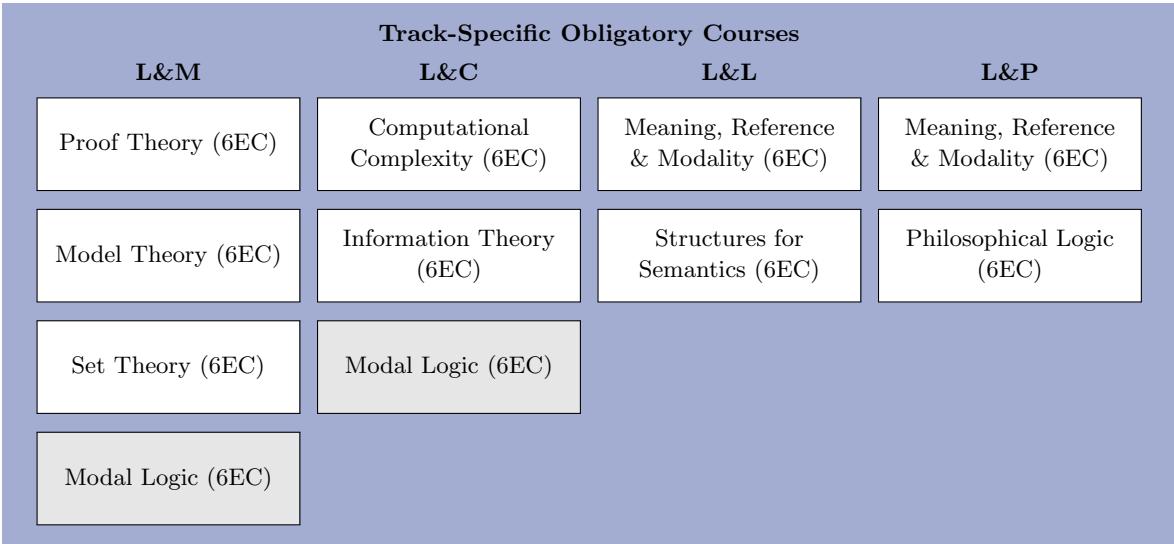 Track-Specific Obligatory Courses
L&M
L&C
L&L
L&P
Proof Theory (6EC)
Computational
Complexity (6EC)
Meaning, Reference
& Modality (6EC)
Meaning, Reference
& Modality (6EC)
Model Theory (6EC)
Information Theory
(6EC)
Structures for
Semantics (6EC)
Philosophical Logic
(6EC)
Set Theory (6EC)
Modal Logic (6EC)
Modal Logic (6EC)